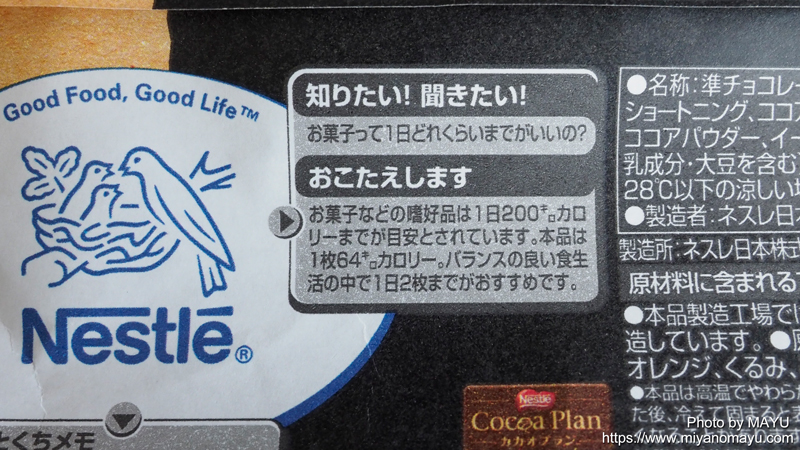 Good Food, Good Life™
Nestlé®
知りたい! 聞きたい!
お菓子って1日どれくらいまでがいいの?
おこたえします
お菓子などの嗜好品は1日200㌔カロ
リーまでが目安とされています。本品は
1枚64㌔カロリー。バランスの良い食生
活の中で1日2枚までがおすすめです。
●名称:準チョコレー
ショートニング、ココア
ココアパウダー、イー
乳成分・大豆を含む
28℃以下の涼しい場
●製造者:ネスレ日本
製造所:ネスレ日本株式
原材料に含まれるア
●本品製造工場では
造しています。●原
オレンジ、くるみ、
●本品は高温でやわらか
た後、冷えて固まると表
とくちメモ
Nestlé
Cocoa Plan
カカオプラン
Photo by MAYU
https://www.miyanomayu.com/